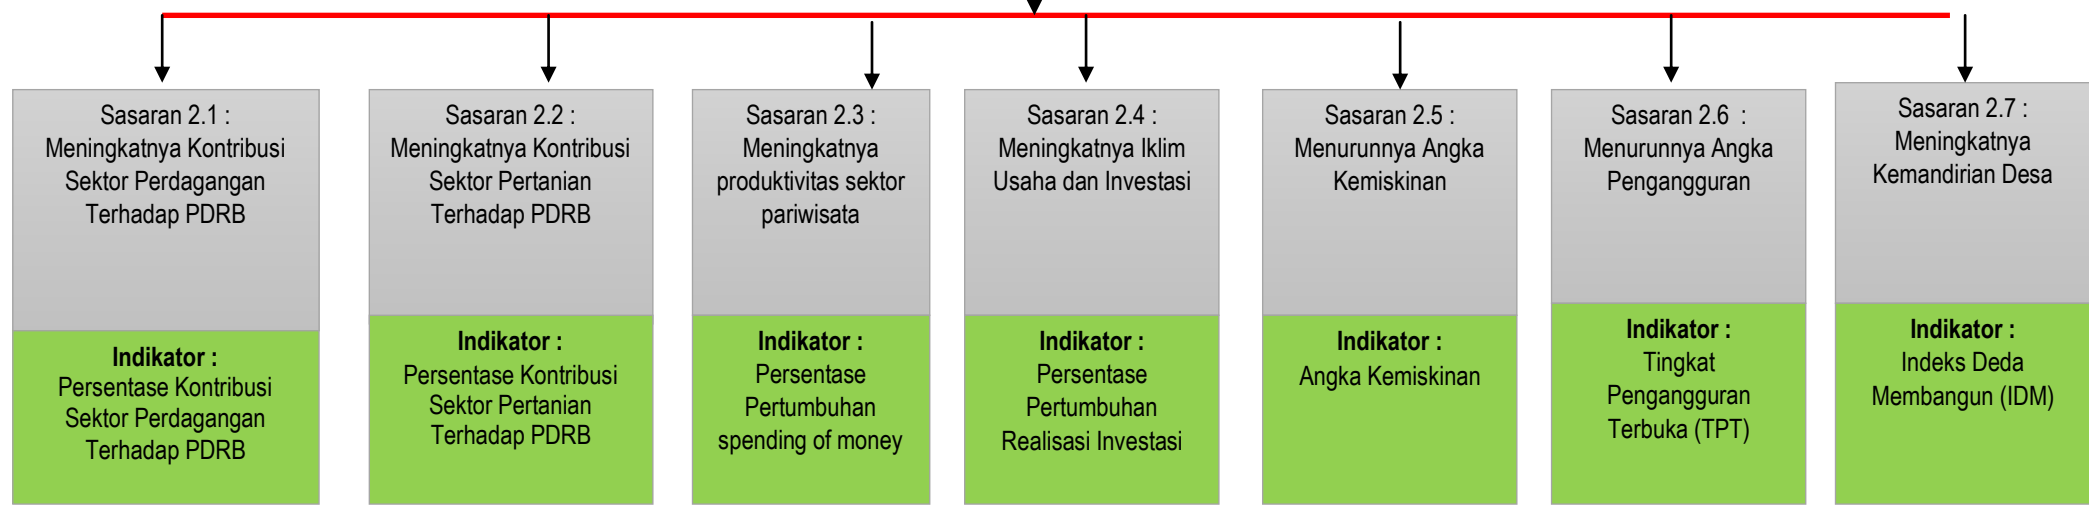 Sasaran 2.1 :
Meningkatnya Kontribusi
Sektor Perdagangan
Terhadap PDRB
Indikator :
Persentase Kontribusi
Sektor Perdagangan
Terhadap PDRB
Sasaran 2.2 :
Meningkatnya Kontribusi
Sektor Pertanian
Terhadap PDRB
Indikator :
Persentase Kontribusi
Sektor Pertanian
Terhadap PDRB
Sasaran 2.3 :
Meningkatnya
produktivitas sektor
pariwisata
Indikator :
Persentase
Pertumbuhan
spending of money
Sasaran 2.4 :
Meningkatnya Iklim
Usaha dan Investasi
Indikator :
Persentase
Pertumbuhan
Realisasi Investasi
Sasaran 2.5 :
Menurunnya Angka
Kemiskinan
Indikator :
Angka Kemiskinan
Sasaran 2.6 :
Menurunnya Angka
Pengangguran
Indikator :
Tingkat
Pengangguran
Terbuka (TPT)
Sasaran 2.7 :
Meningkatnya
Kemandirian Desa
Indikator :
Indeks Deda
Membangun (IDM)